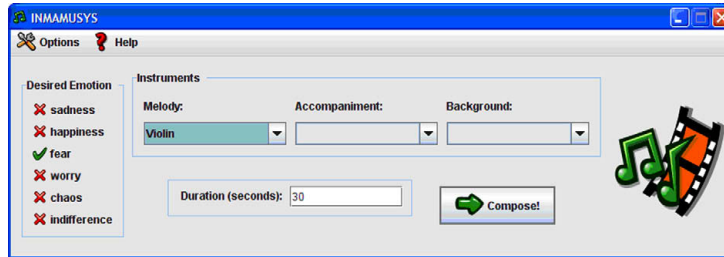 INMAMUSYS
Options Help
Desired Emotion
sadness
happiness
fear
worry
chaos
indifference
Instruments
Melody: Accompaniment: Background:
Violin
Duration (seconds): 30
Compose!